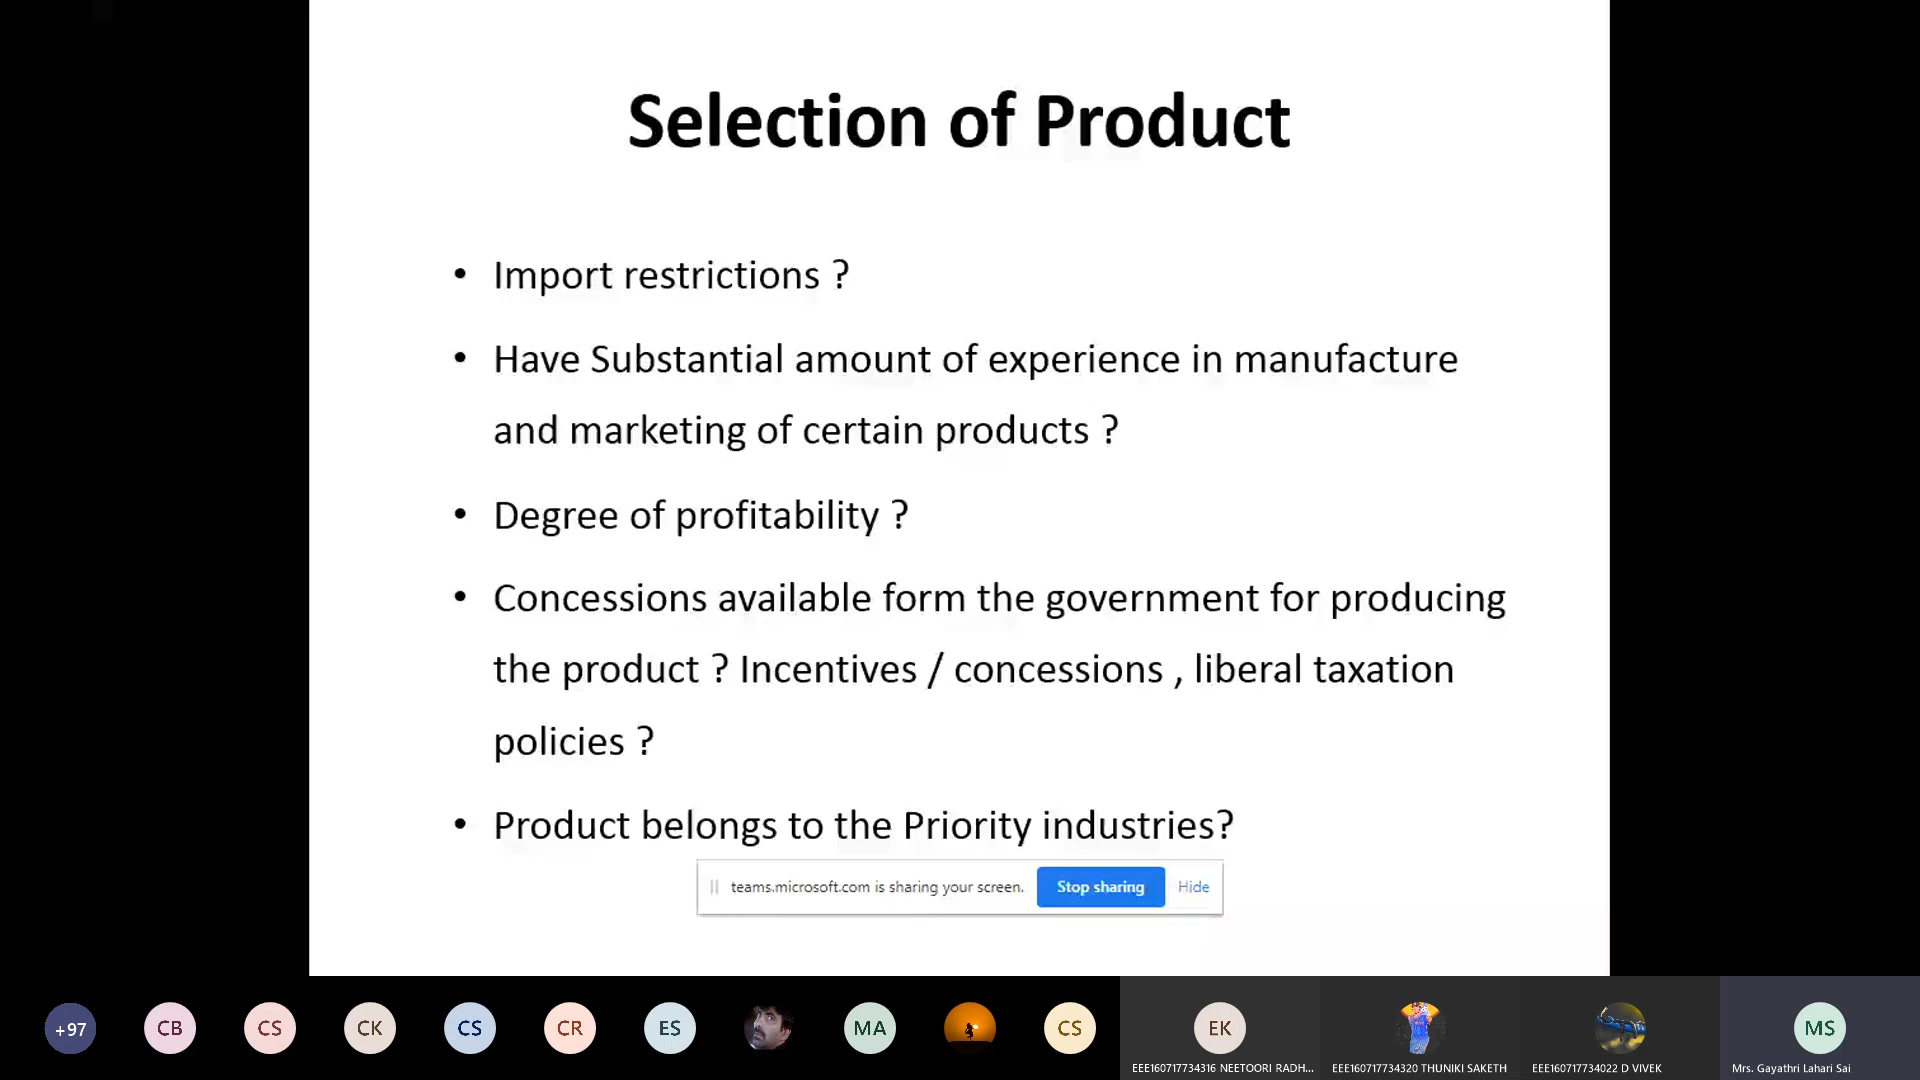 Selection of Product
• Import restrictions ?
• Have Substantial amount of experience in manufacture
and marketing of certain products ?
• Degree of profitability ?
• Concessions available form the government for producing
the product ? Incentives / concessions , liberal taxation
policies ?
• Product belongs to the Priority industries?
teams.microsoft.com is sharing your screen. Stop sharing Hide
+97 CB CS CK CS CR ES MA CS EK MS
EEE160717734316 NEETOORI RADH... EEE160717734320 THUNIKI SAKETH EEE160717734022 D VIVEK Mrs. Gayathri Lahari Sai